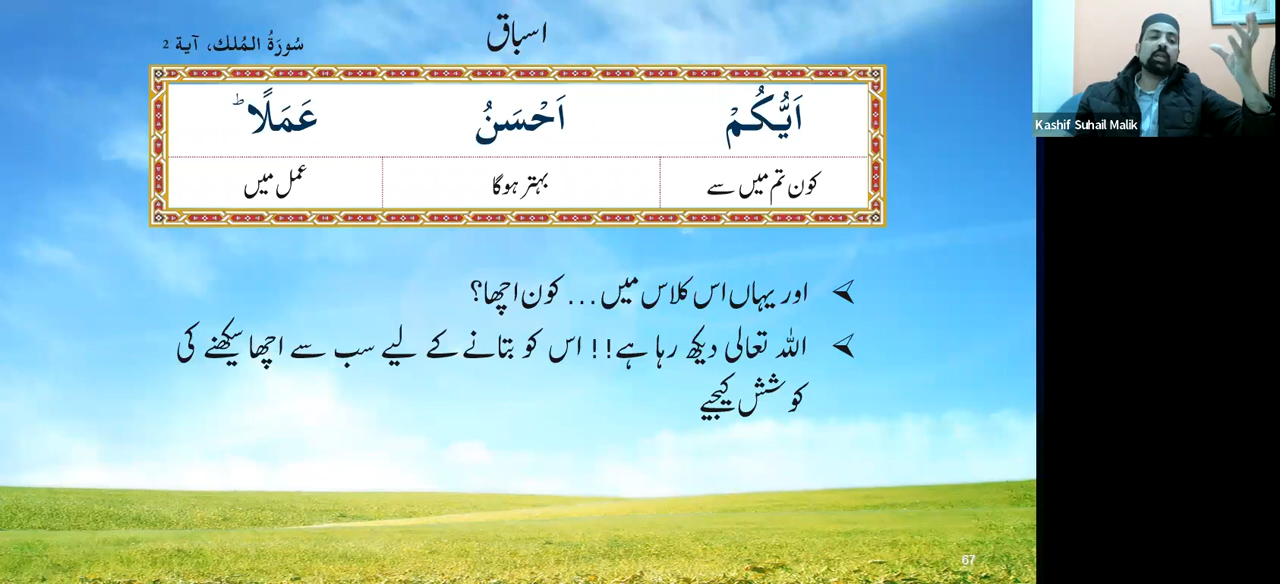 اسباق
سُورَةُ المُلك، آية 2
اَيُّكُمْ اَحْسَنُ عَمَلًا ؕ
کون تم میں سے بہتر ہوگا عمل میں
اور یہاں اس کلاس میں ... کون اچھا؟
اللہ تعالی دیکھ رہا ہے!! اس کو بتانے کے لیے سب سے اچھا سیکھنے کی
کوشش کیجیے
67
Kashif Suhail Malik